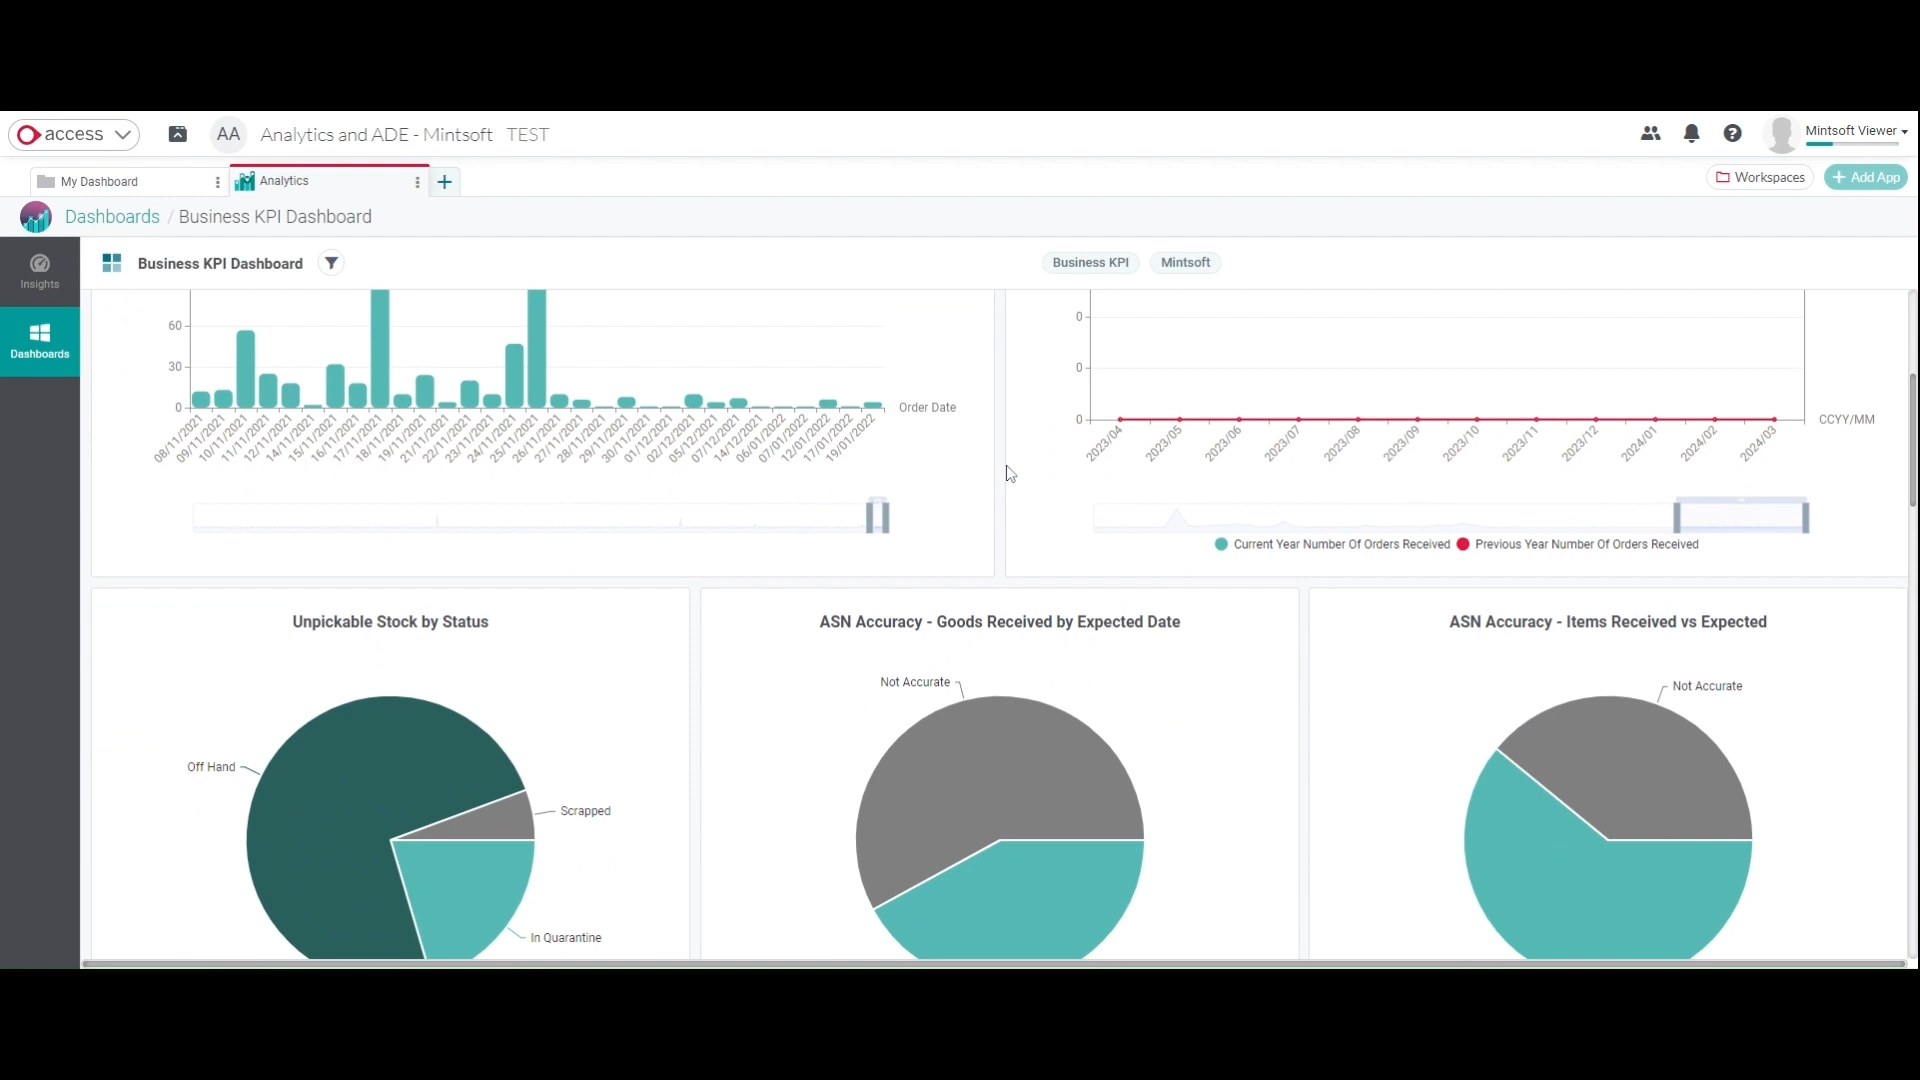 access
AA
Analytics and ADE - Mintsoft TEST
Mintsoft Viewer
My Dashboard
Analytics
Workspaces
+ Add App
Dashboards / Business KPI Dashboard
Insights
Dashboards
Business KPI Dashboard
Business KPI
Mintsoft
60
30
0
Order Date
08/11/2021
09/11/2021
10/11/2021
11/11/2021
12/11/2021
14/11/2021
15/11/2021
16/11/2021
17/11/2021
18/11/2021
19/11/2021
21/11/2021
22/11/2021
23/11/2021
24/11/2021
25/11/2021
26/11/2021
27/11/2021
28/11/2021
29/11/2021
30/11/2021
01/12/2021
02/12/2021
05/12/2021
07/12/2021
14/12/2021
06/01/2022
07/01/2022
12/01/2022
17/01/2022
19/01/2022
0
0
0
CCYY/MM
2023/04
2023/05
2023/06
2023/07
2023/08
2023/09
2023/10
2023/11
2023/12
2024/01
2024/02
2024/03
Current Year Number Of Orders Received
Previous Year Number Of Orders Received
Unpickable Stock by Status
Off Hand
Scrapped
In Quarantine
ASN Accuracy - Goods Received by Expected Date
Not Accurate
ASN Accuracy - Items Received vs Expected
Not Accurate